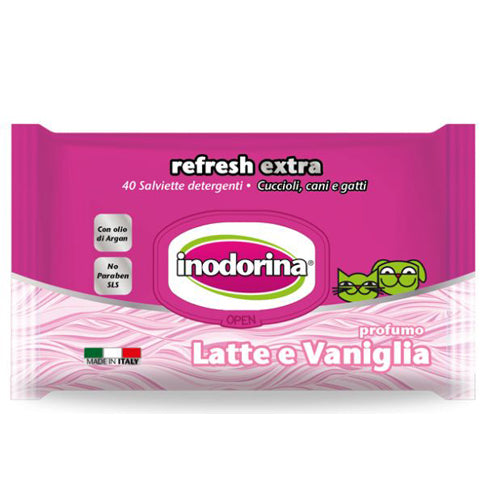 refresh extra
40 Salviette detergenti • Cuccioli, cani e gatti
Con olio
di Argan
No
Paraben
SLS
inodorina®
OPEN
profumo
Latte e Vaniglia
MADE IN ITALY